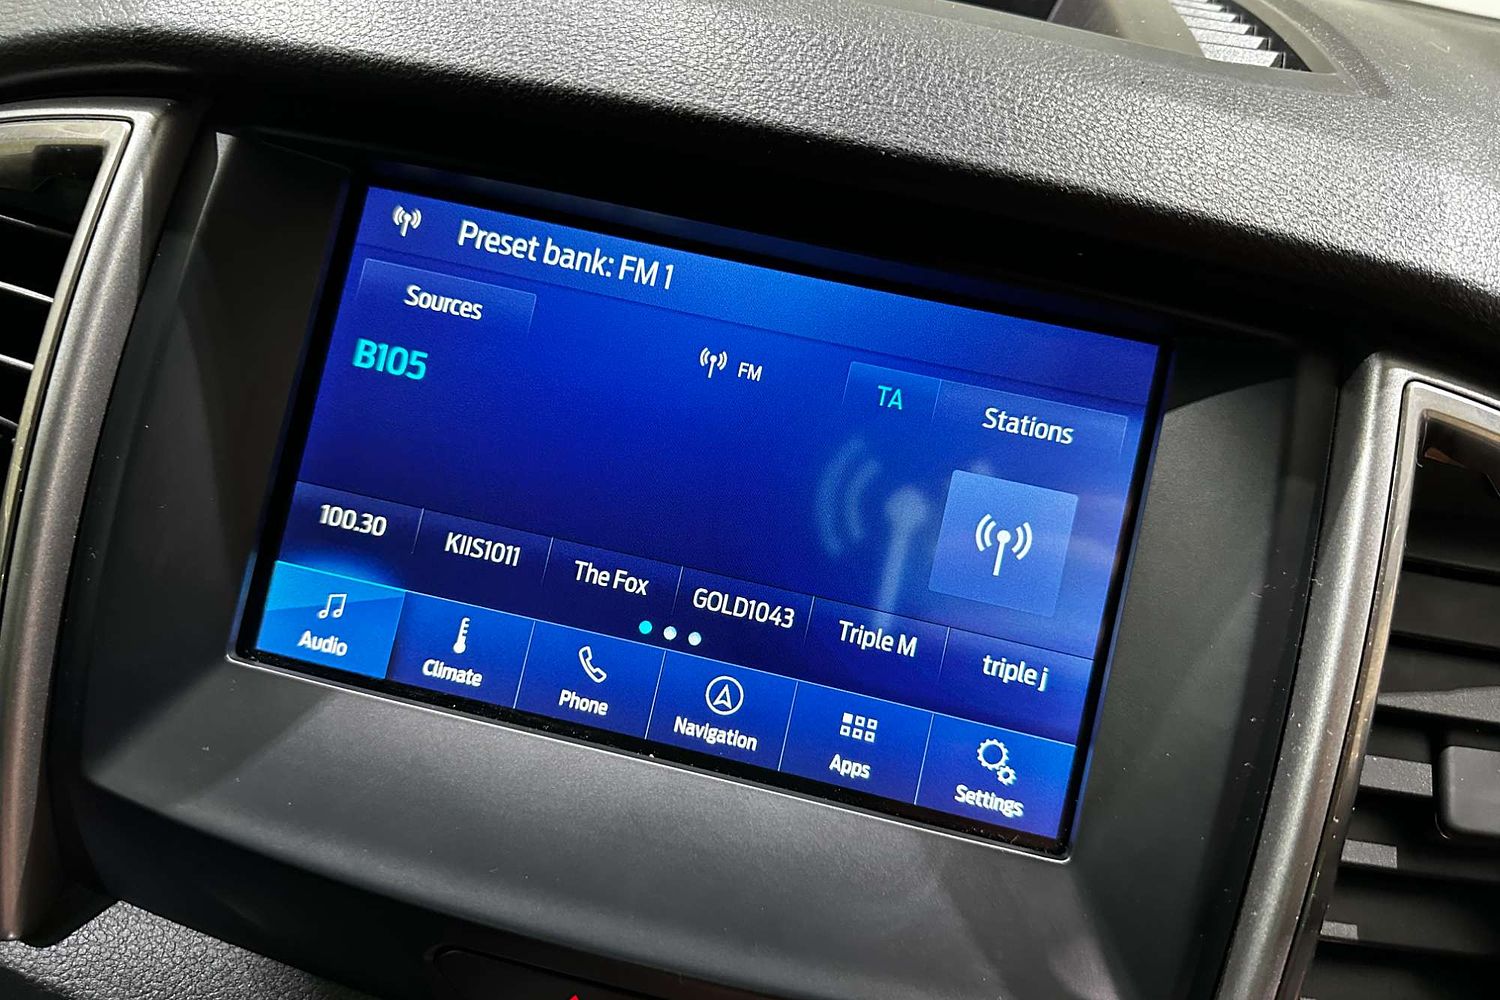 Preset bank: FM 1
Sources
B105
FM
TA
Stations
100.30 KIIS1011 The Fox GOLD1043 Triple M triple j
Audio Climate Phone Navigation Apps Settings